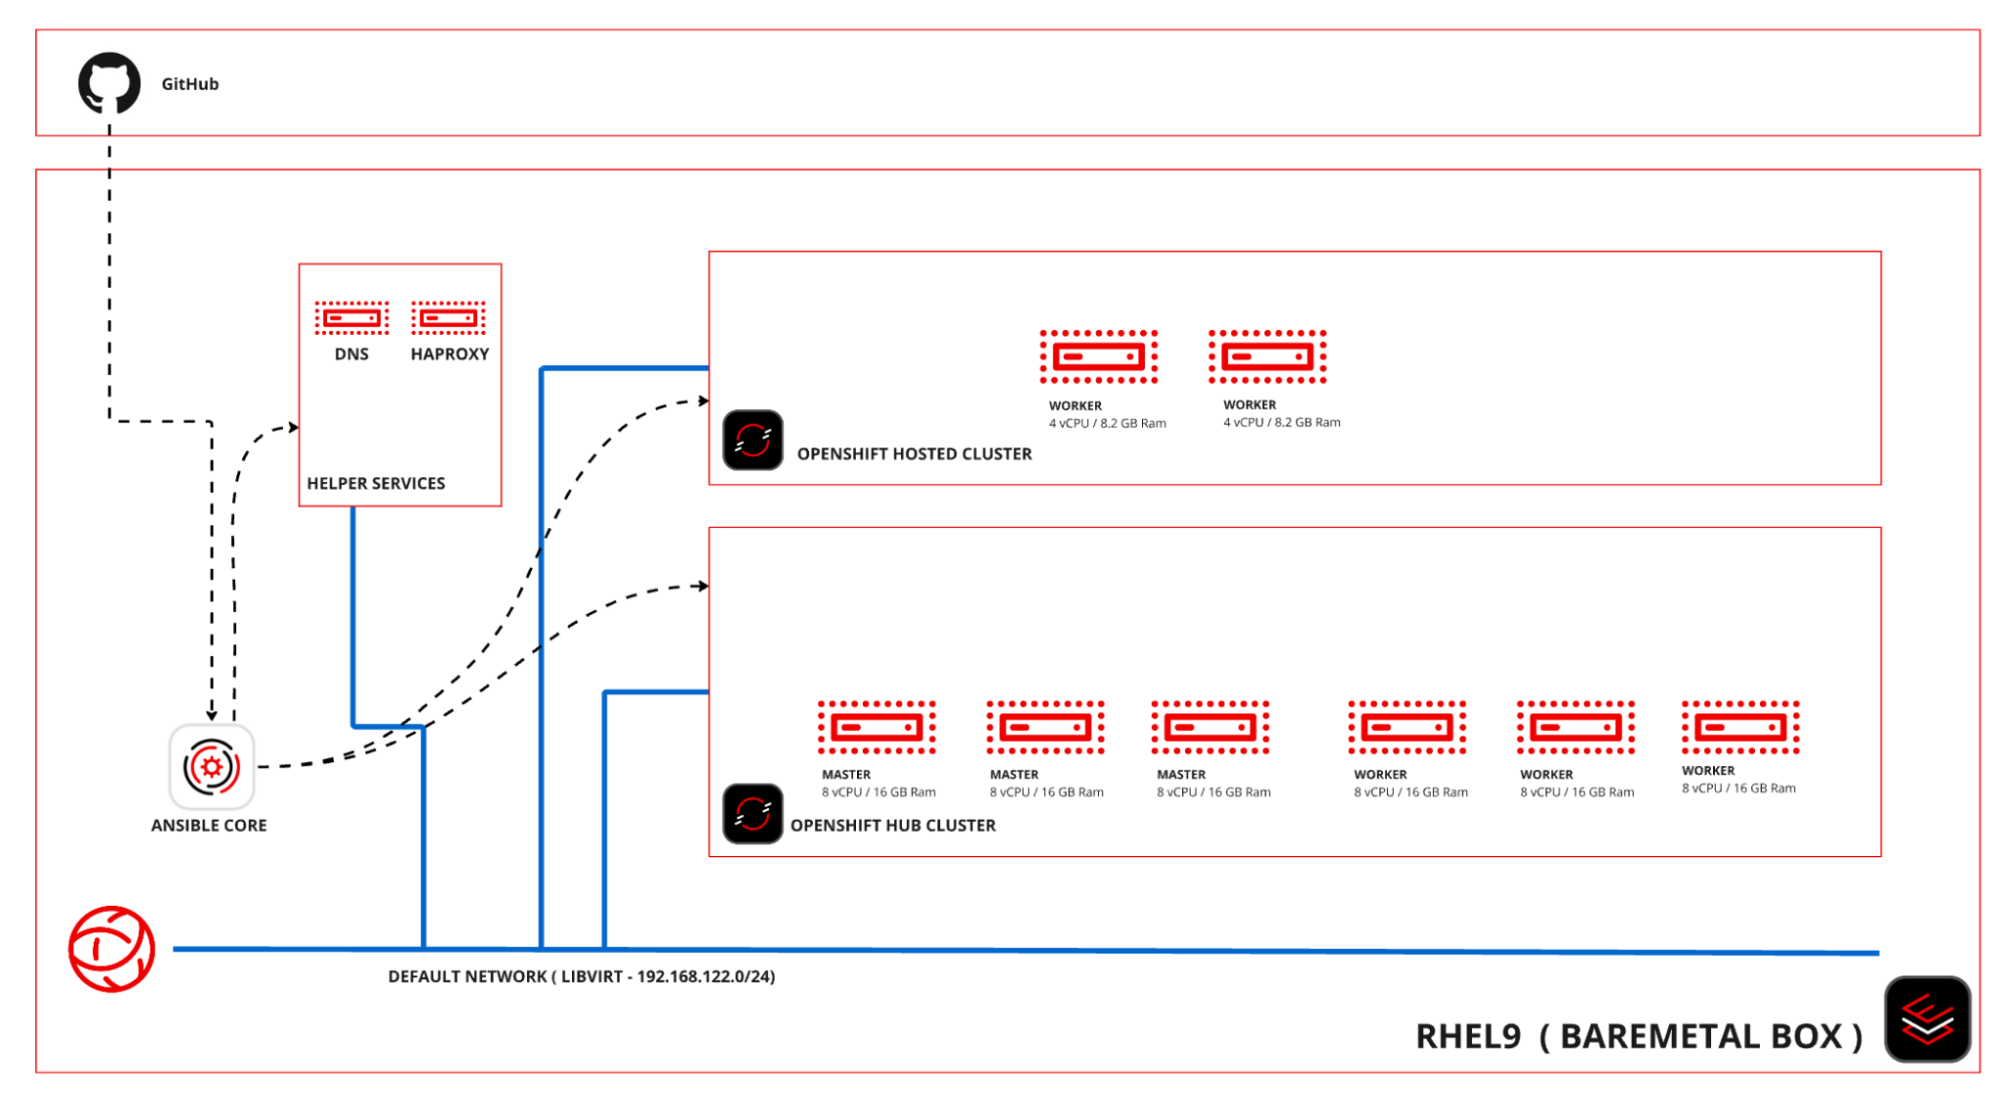 GitHub
DNS
HAPROXY
HELPER SERVICES
WORKER
4 vCPU / 8.2 GB Ram
WORKER
4 vCPU / 8.2 GB Ram
OPENSHIFT HOSTED CLUSTER
MASTER
8 vCPU / 16 GB Ram
MASTER
8 vCPU / 16 GB Ram
MASTER
8 vCPU / 16 GB Ram
WORKER
8 vCPU / 16 GB Ram
WORKER
8 vCPU / 16 GB Ram
WORKER
8 vCPU / 16 GB Ram
OPENSHIFT HUB CLUSTER
ANSIBLE CORE
DEFAULT NETWORK ( LIBVIRT - 192.168.122.0/24)
RHEL9 ( BAREMETAL BOX )